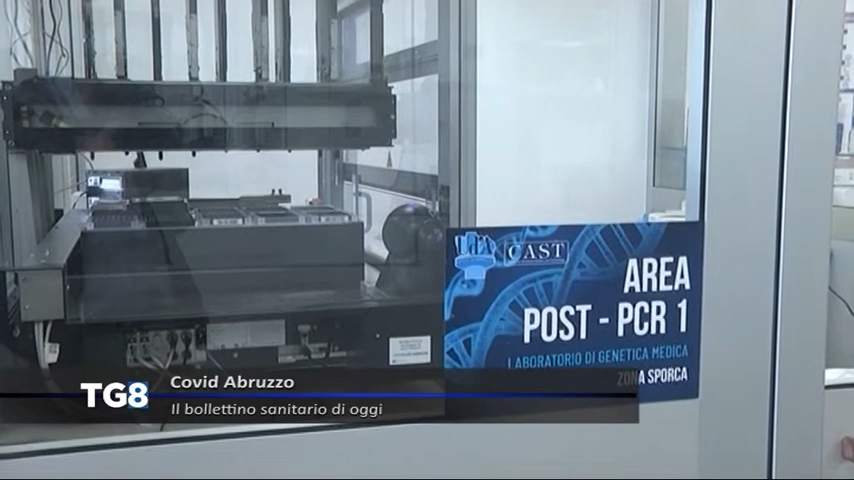 UdA
CAST
AREA
POST - PCR 1
LABORATORIO DI GENETICA MEDICA
ZONA SPORCA
TG8
Covid Abruzzo
Il bollettino sanitario di oggi